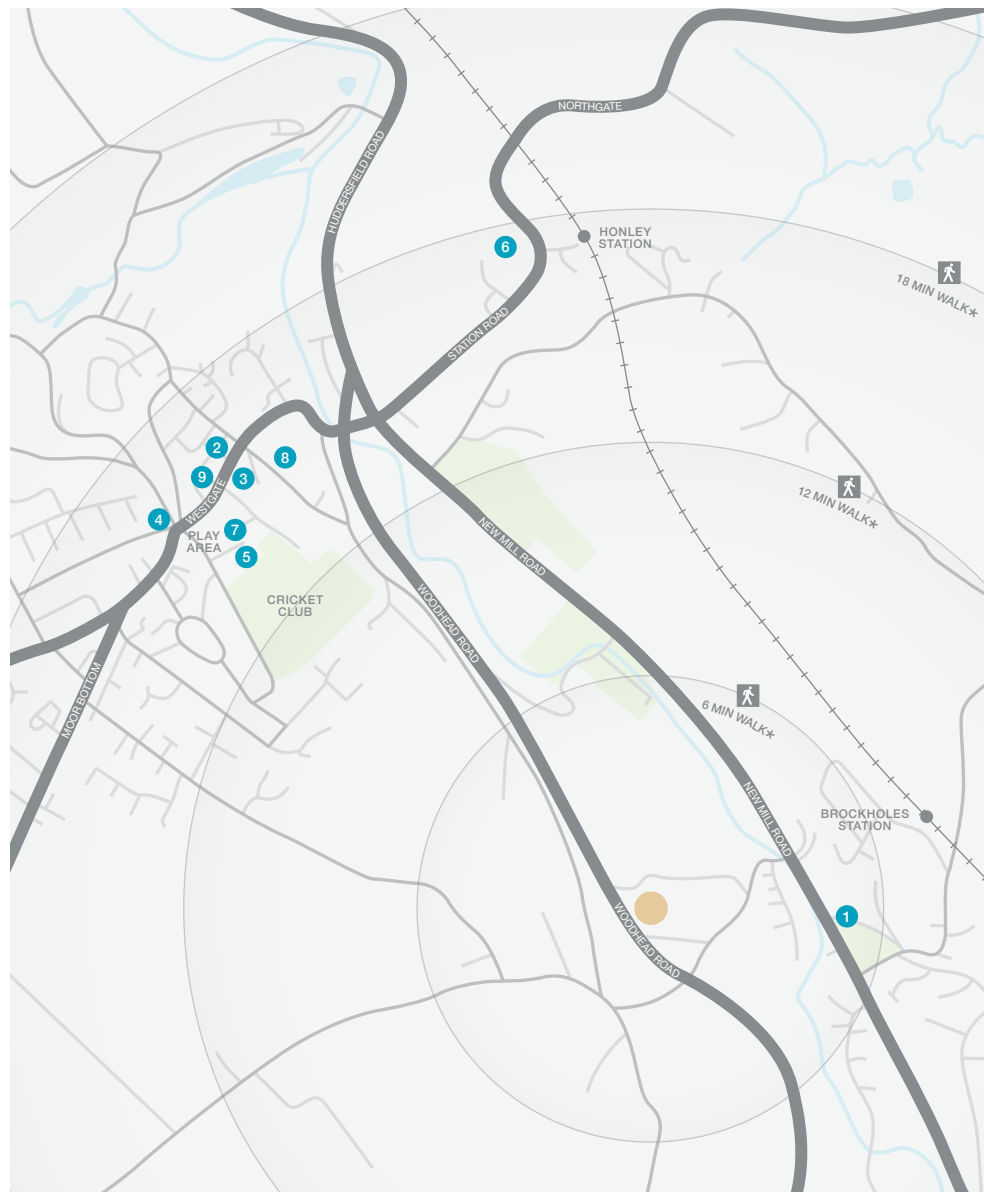 NORTHGATE
HUDDERSFIELD ROAD
6
HONLEY
STATION
18 MIN WALK*
STATION ROAD
2
8
9
3
WESTGATE
4
7
PLAY
AREA
5
12 MIN WALK*
NEW MILL ROAD
CRICKET
CLUB
WOODHEAD ROAD
MOOR BOTTOM
6 MIN WALK*
NEW MILL ROAD
BROCKHOLES
STATION
1
WOODHEAD ROAD